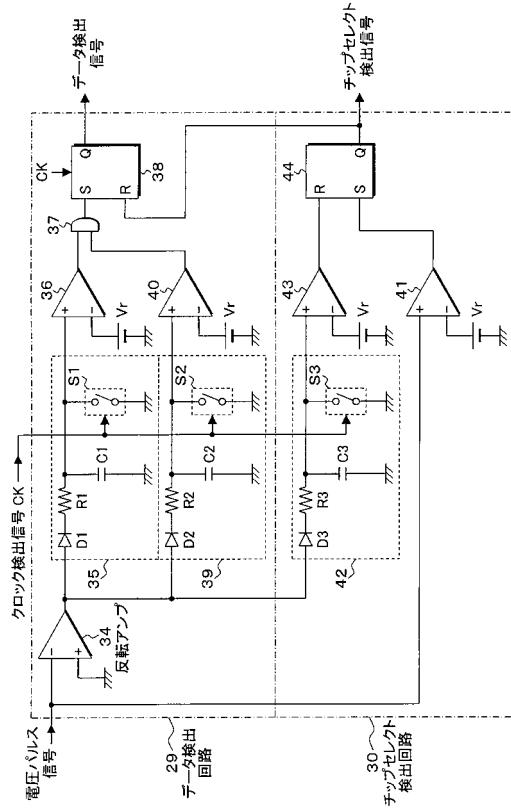 電圧パルス
信号
クロック検出信号 CK
34
反転アンプ
D1
R1
C1
S1
35
36
Vr
37
CK
S
Q
R
38
データ検出
信号
D2
R2
C2
S2
39
40
Vr
29
データ検出
回路
D3
R3
C3
S3
42
43
Vr
R
Q
S
44
チップセレクト
検出信号
41
Vr
30
チップセレクト
検出回路